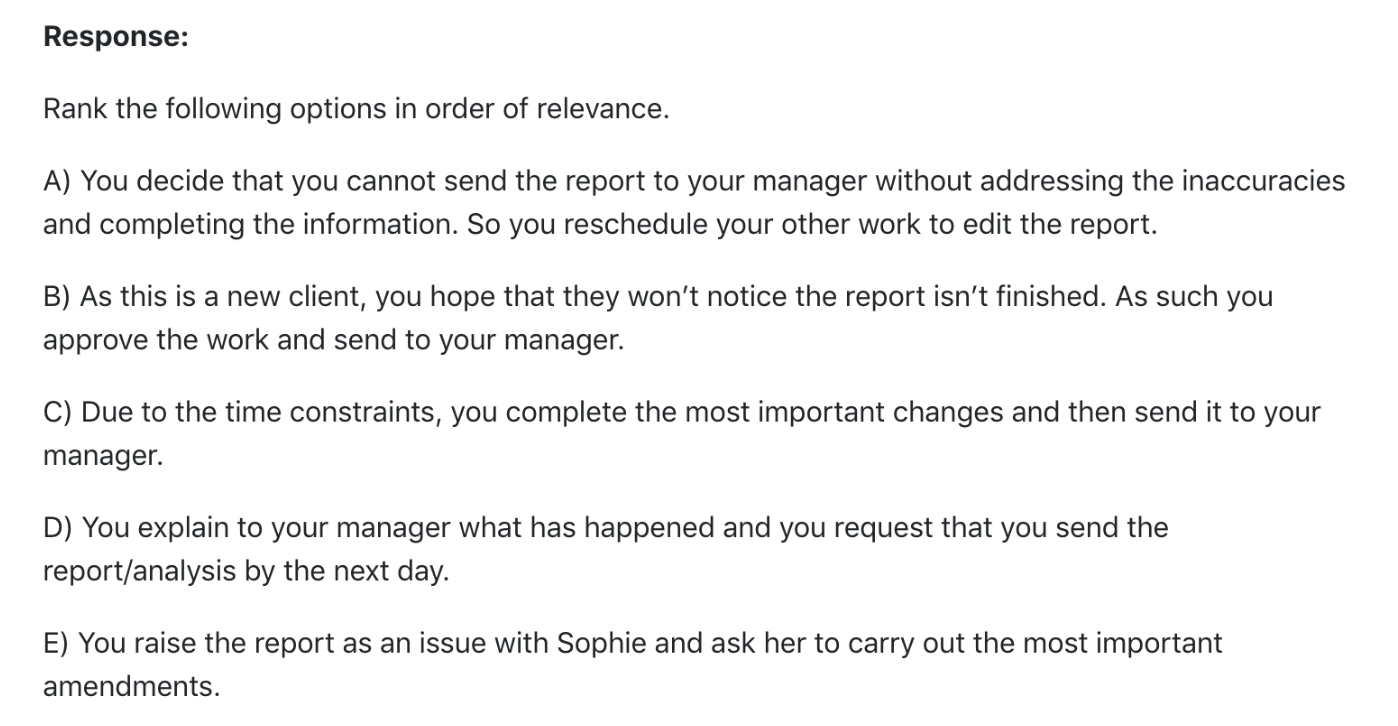 Response:
Rank the following options in order of relevance.
A) You decide that you cannot send the report to your manager without addressing the inaccuracies
and completing the information. So you reschedule your other work to edit the report.
B) As this is a new client, you hope that they won’t notice the report isn’t finished. As such you
approve the work and send to your manager.
C) Due to the time constraints, you complete the most important changes and then send it to your
manager.
D) You explain to your manager what has happened and you request that you send the
report/analysis by the next day.
E) You raise the report as an issue with Sophie and ask her to carry out the most important
amendments.